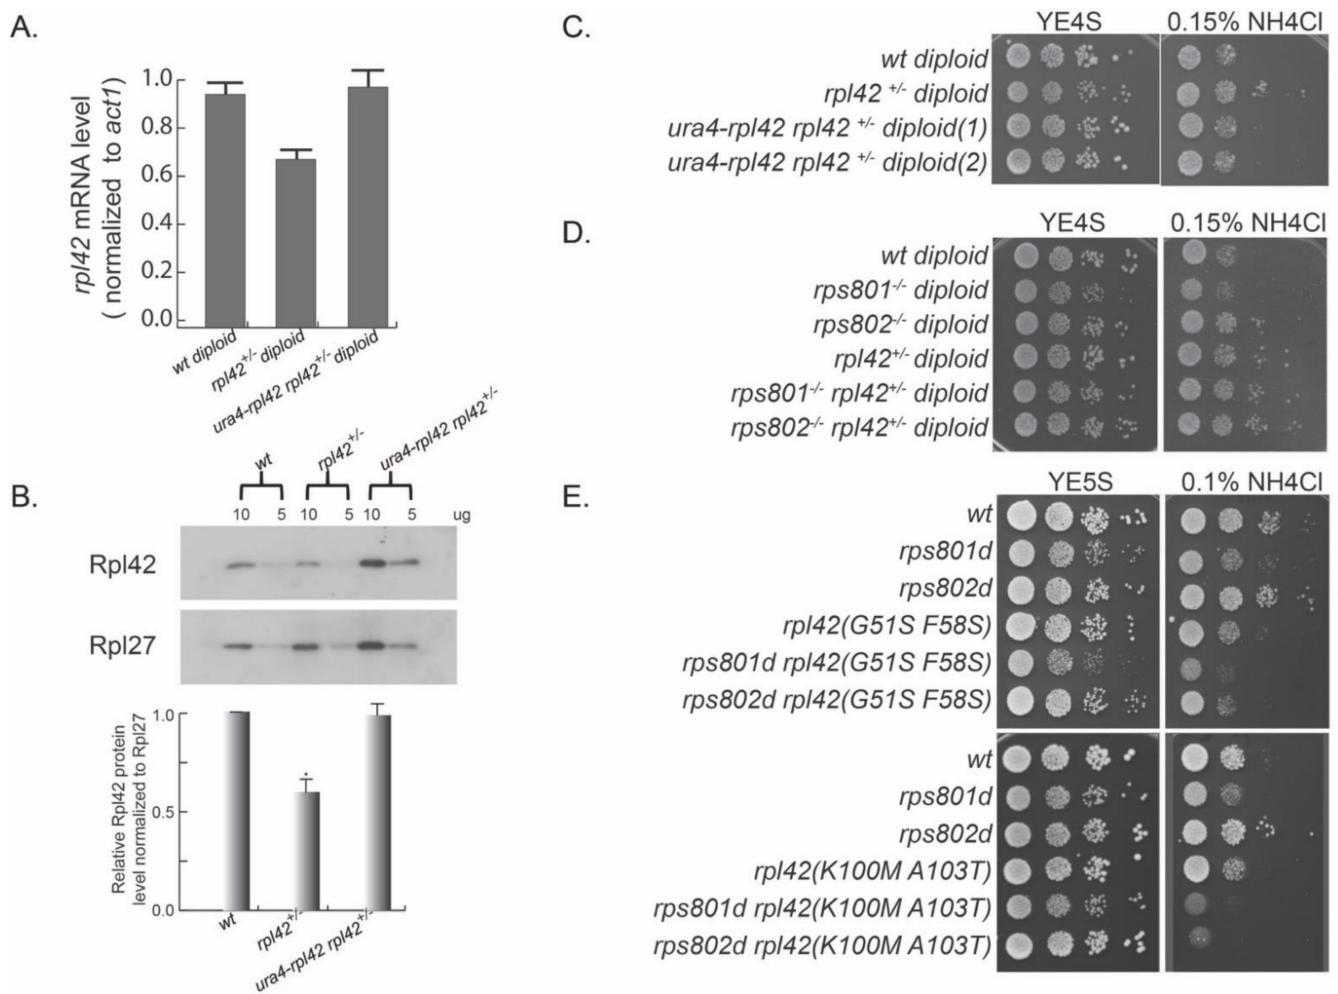 A.
rpl42 mRNA level
( normalized to act1)
1.0
0.8
0.6
0.4
0.2
0.0
wt diploid
rpl42+/- diploid
ura4-rpl42 rpl42+/- diploid
B.
wt
rpl42+/-
ura4-rpl42 rpl42+/-
10 5 10 5 10 5 ug
Rpl42
Rpl27
Relative Rpl42 protein
level normalized to Rpl27
1.0
0.5
0.0
wt
rpl42+/-
ura4-rpl42 rpl42+/-
C.
YE4S 0.15% NH4Cl
wt diploid
rpl42 +/- diploid
ura4-rpl42 rpl42 +/- diploid(1)
ura4-rpl42 rpl42 +/- diploid(2)
D.
YE4S 0.15% NH4Cl
wt diploid
rps801-/- diploid
rps802-/- diploid
rpl42+/- diploid
rps801-/- rpl42+/- diploid
rps802-/- rpl42+/- diploid
E.
YE5S 0.1% NH4Cl
wt
rps801d
rps802d
rpl42(G51S F58S)
rps801d rpl42(G51S F58S)
rps802d rpl42(G51S F58S)
wt
rps801d
rps802d
rpl42(K100M A103T)
rps801d rpl42(K100M A103T)
rps802d rpl42(K100M A103T)